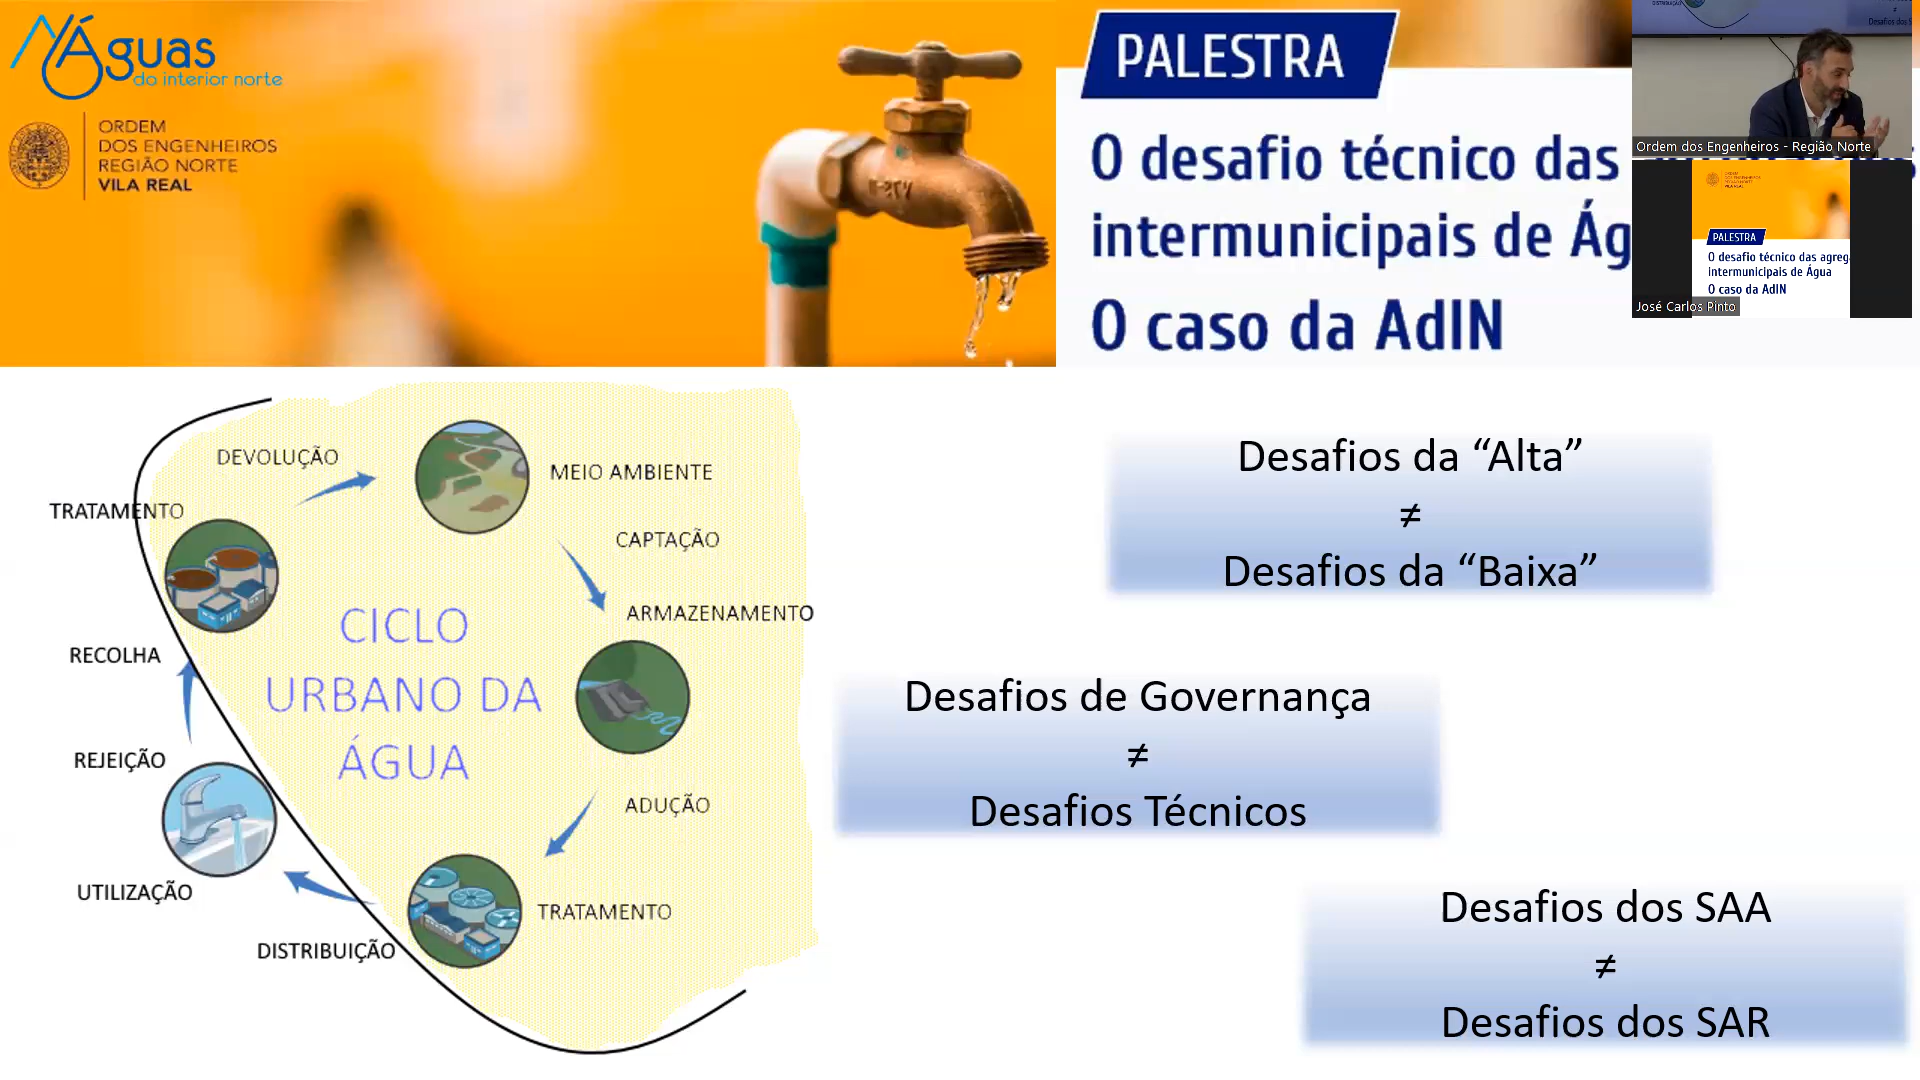 Águas
do interior norte
ORDEM
DOS ENGENHEIROS
REGIÃO NORTE
VILA REAL
PALESTRA
O desafio técnico das
intermunicipais de Ág
O caso da AdIN
Ordem dos Engenheiros - Região Norte
PALESTRA
O desafio técnico das agreg
intermunicipais de Água
O caso da AdIN
José Carlos Pinto
DEVOLUÇÃO
MEIO AMBIENTE
TRATAMENTO
CAPTAÇÃO
ARMAZENAMENTO
CICLO
URBANO DA
ÁGUA
RECOLHA
REJEIÇÃO
ADUÇÃO
UTILIZAÇÃO
TRATAMENTO
DISTRIBUIÇÃO
Desafios da “Alta”
≠
Desafios da “Baixa”
Desafios de Governança
≠
Desafios Técnicos
Desafios dos SAA
≠
Desafios dos SAR